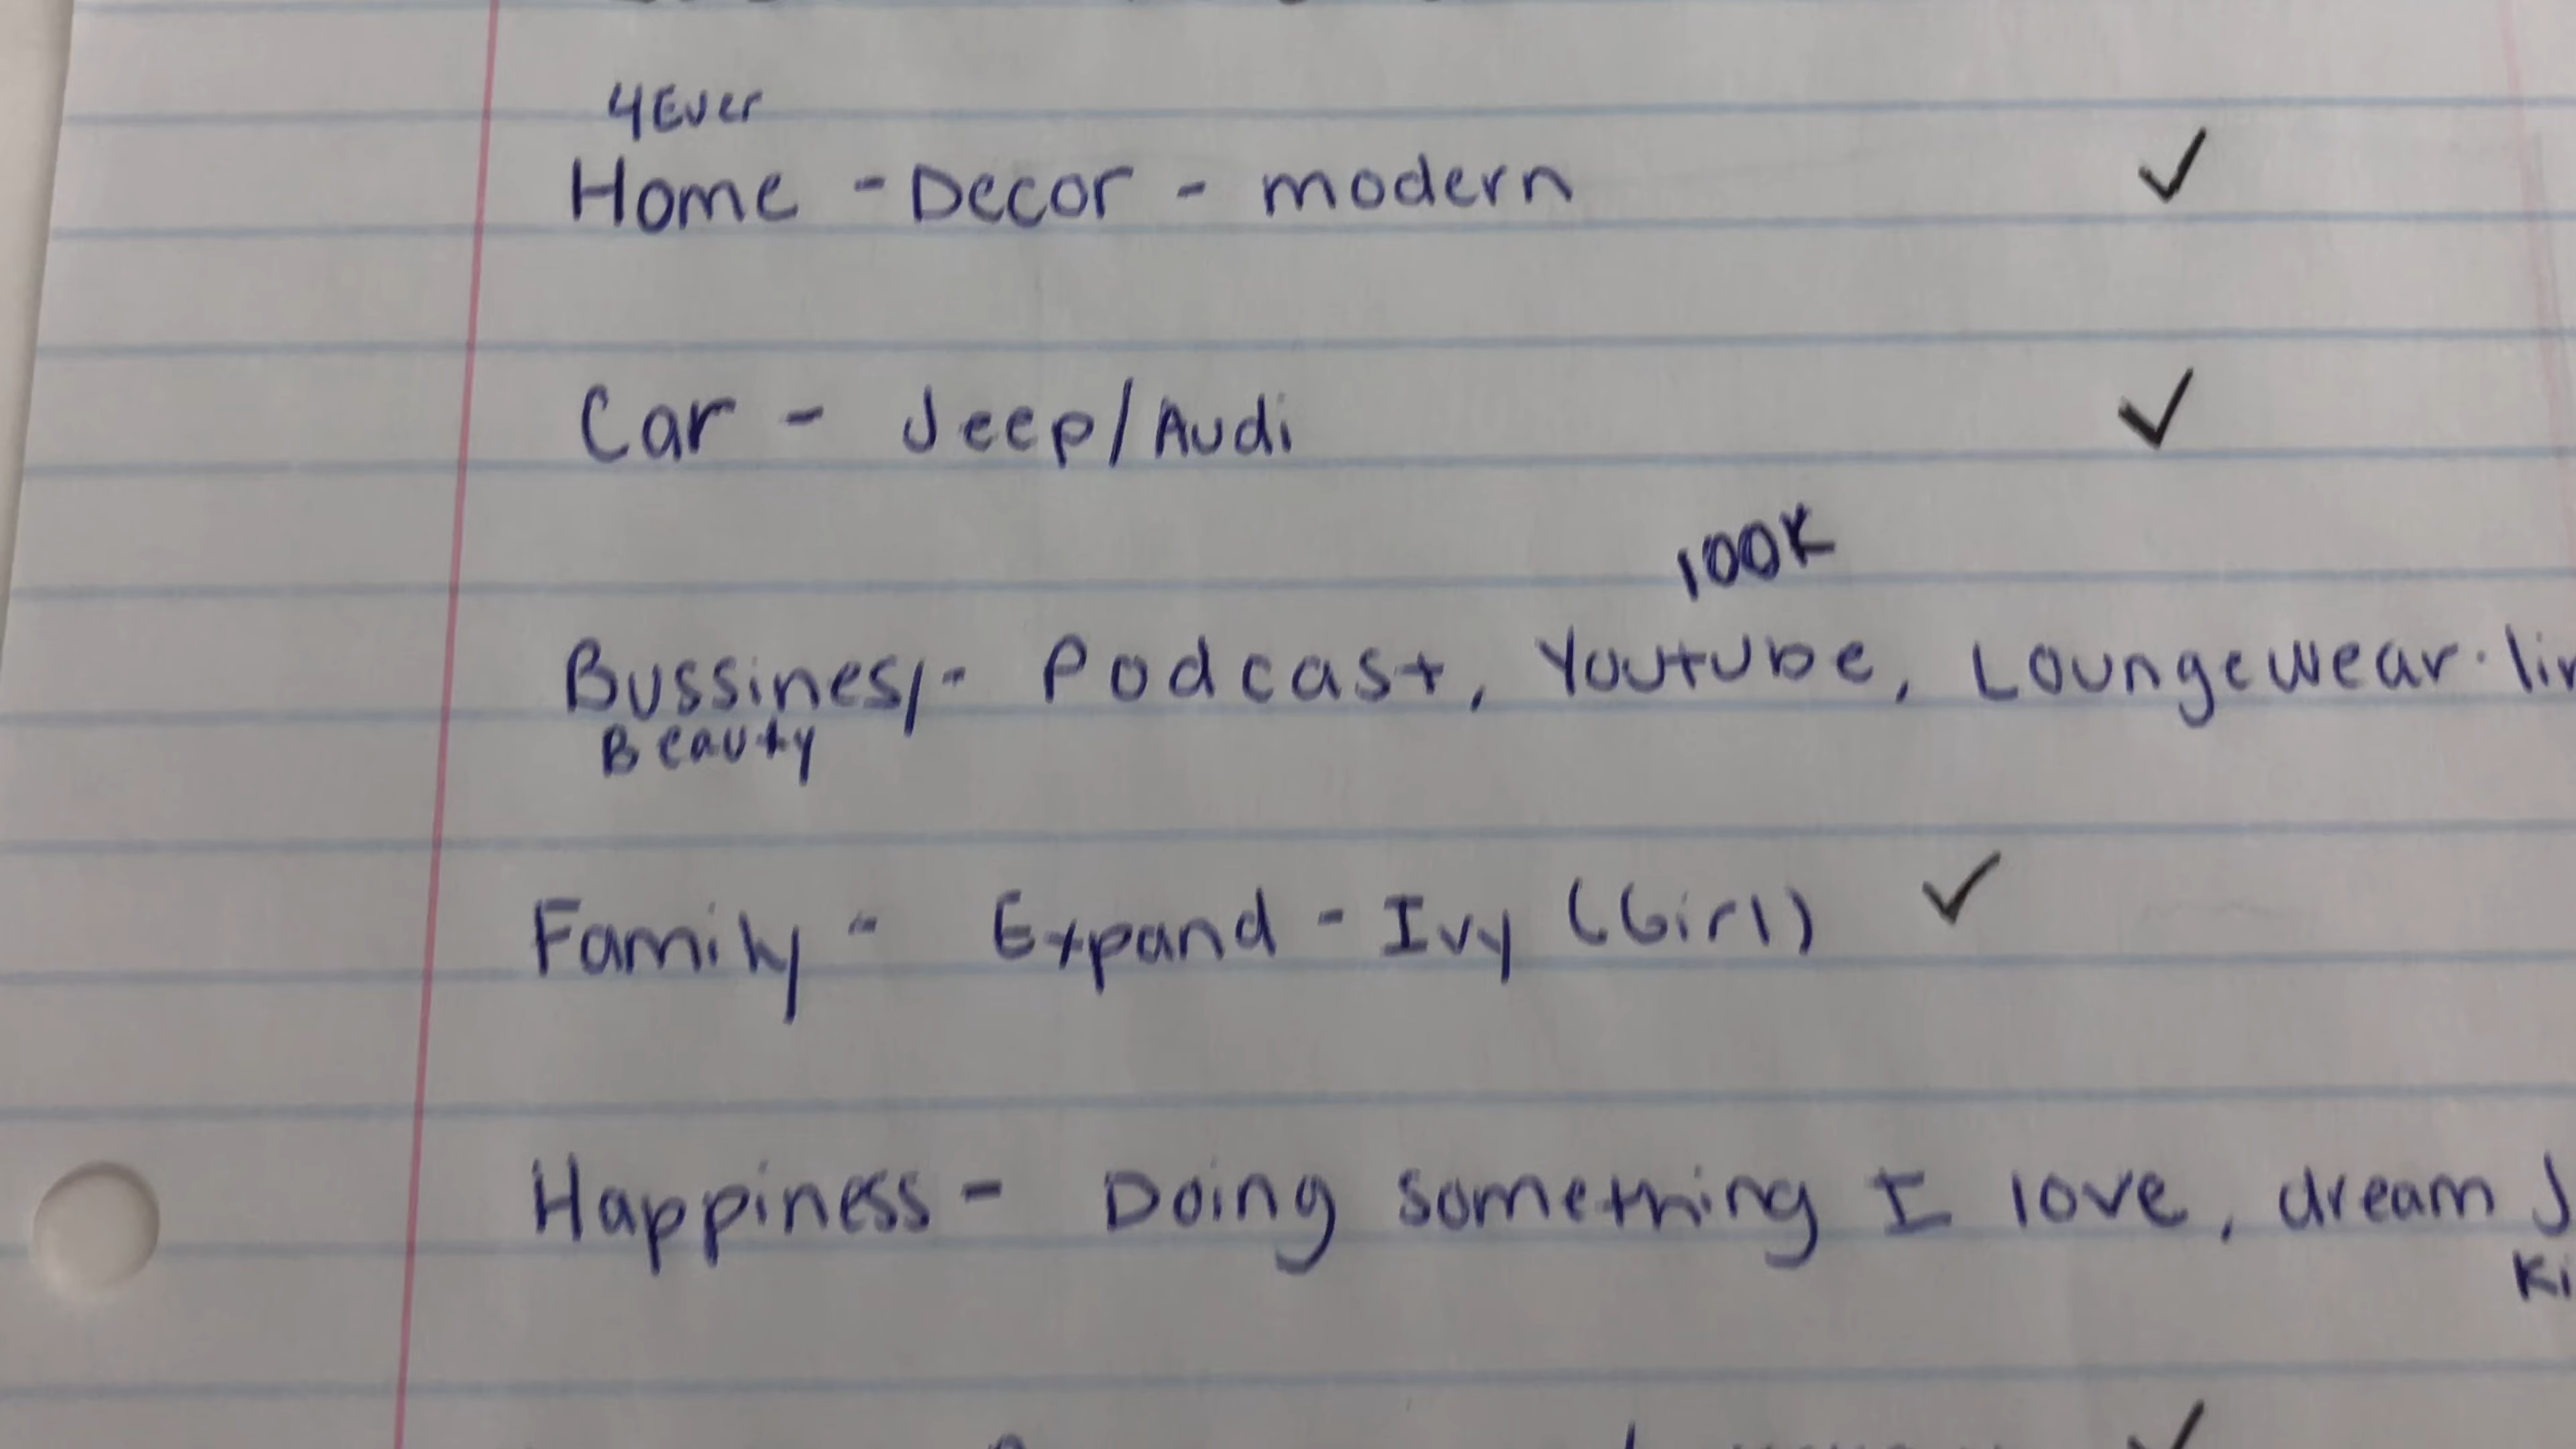 4Ever
Home - Decor - modern ✓
Car - Jeep/Audi ✓
100K
Bussines/- Podcast, Youtube, Loungewear
Beauty
Family - Expand - Ivy (Girl) ✓
Happiness - Doing something I love, dream